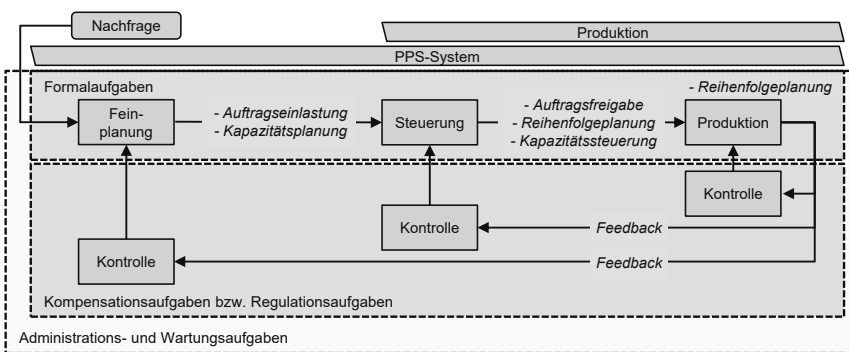 Nachfrage
Produktion
PPS-System
Formalaufgaben
- Reihenfolgeplanung
Fein-
planung
- Auftragseinlastung
- Kapazitätsplanung
Steuerung
- Auftragsfreigabe
- Reihenfolgeplanung
- Kapazitätssteuerung
Produktion
Kontrolle
Kontrolle
Feedback
Kontrolle
Feedback
Kompensationsaufgaben bzw. Regulationsaufgaben
Administrations- und Wartungsaufgaben